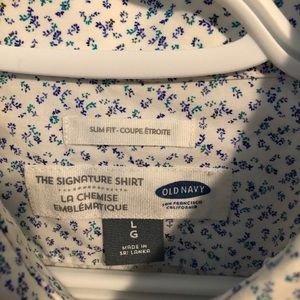 SLIM FIT - COUPE ÉTROITE
THE SIGNATURE SHIRT
LA CHEMISE
EMBLÉMATIQUE
OLD NAVY
SAN FRANCISCO
CALIFORNIA
L
G
MADE IN
SRI LANKA